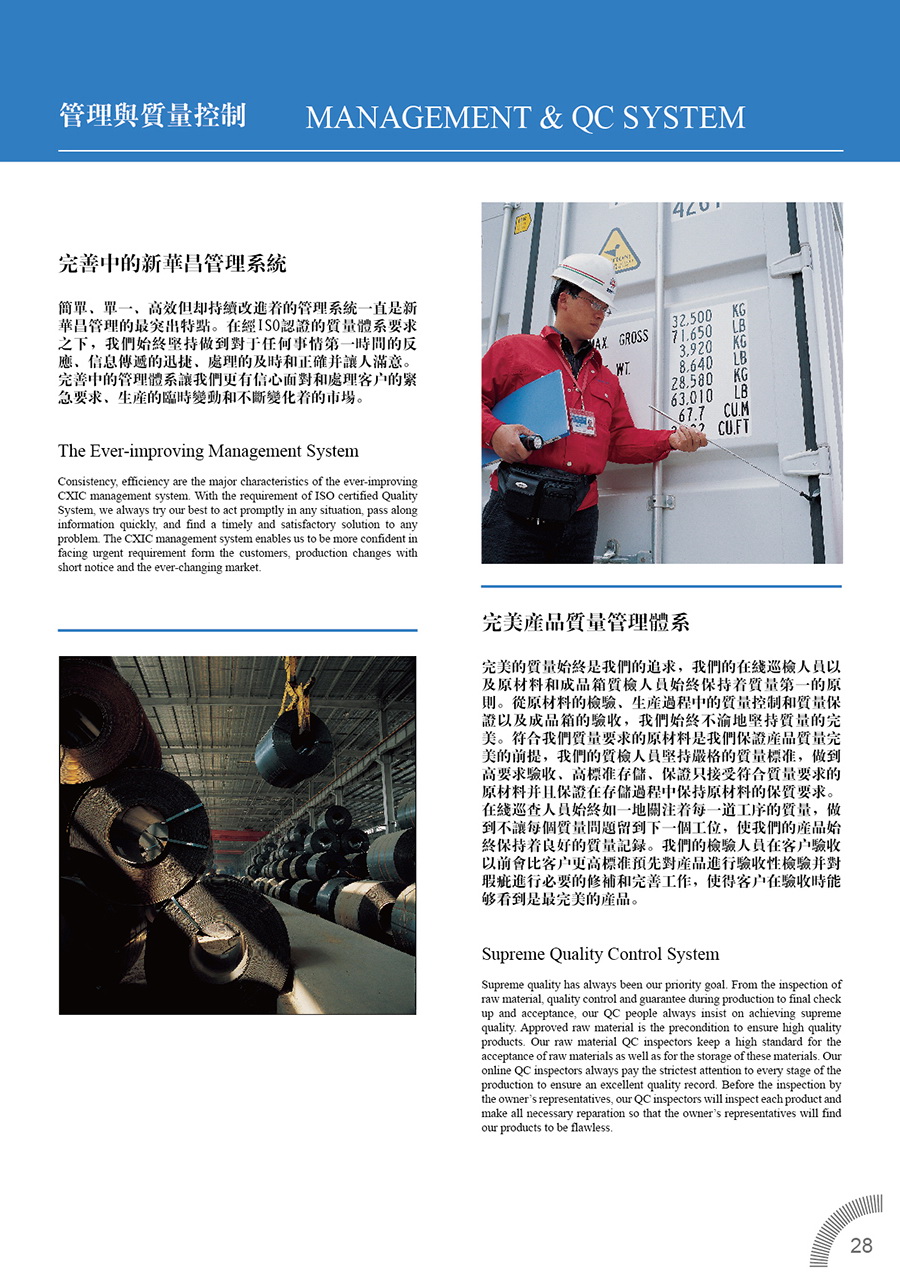 管理與質量控制 MANAGEMENT & QC SYSTEM
完善中的新華昌管理系統
簡單、單一、高效但却持續改進着的管理系統一直是新
華昌管理的最突出特點。在經ISO認證的質量體系要求
之下，我們始終堅持做到對于任何事情第一時間的反
應、信息傳遞的迅捷、處理的及時和正確并讓人滿意。
完善中的管理體系讓我們更有信心面對和處理客户的緊
急要求、生産的臨時變動和不斷變化着的市場。
The Ever-improving Management System
Consistency, efficiency are the major characteristics of the ever-improving
CXIC management system. With the requirement of ISO certified Quality
System, we always try our best to act promptly in any situation, pass along
information quickly, and find a timely and satisfactory solution to any
problem. The CXIC management system enables us to be more confident in
facing urgent requirement form the customers, production changes with
short notice and the ever-changing market.
MAX. GROSS
WT.
32,500 KG
71,650 LB
3,920 KG
8,640 LB
28,580 KG
63,010 LB
67.7 CU.M
CU.FT
完美産品質量管理體系
完美的質量始終是我們的追求，我們的在綫巡檢人員以
及原材料和成品箱質檢人員始終保持着質量第一的原
則。從原材料的檢驗、生産過程中的質量控制和質量保
證以及成品箱的驗收，我們始終不渝地堅持質量的完
美。符合我們質量要求的原材料是我們保證産品質量完
美的前提，我們的質檢人員堅持嚴格的質量標准，做到
高要求驗收、高標准存儲、保證只接受符合質量要求的
原材料并且保證在存儲過程中保持原材料的保質要求。
在綫巡查人員始終如一地關注着每一道工序的質量，做
到不讓每個質量問題留到下一個工位，使我們的産品始
終保持着良好的質量記録。我們的檢驗人員在客户驗收
以前會比客户更高標准預先對産品進行驗收性檢驗并對
瑕疵進行必要的修補和完善工作，使得客户在驗收時能
够看到是最完美的産品。
Supreme Quality Control System
Supreme quality has always been our priority goal. From the inspection of
raw material, quality control and guarantee during production to final check
up and acceptance, our QC people always insist on achieving supreme
quality. Approved raw material is the precondition to ensure high quality
products. Our raw material QC inspectors keep a high standard for the
acceptance of raw materials as well as for the storage of these materials. Our
online QC inspectors always pay the strictest attention to every stage of the
production to ensure an excellent quality record. Before the inspection by
the owner's representatives, our QC inspectors will inspect each product and
make all necessary reparation so that the owner's representatives will find
our products to be flawless.
28